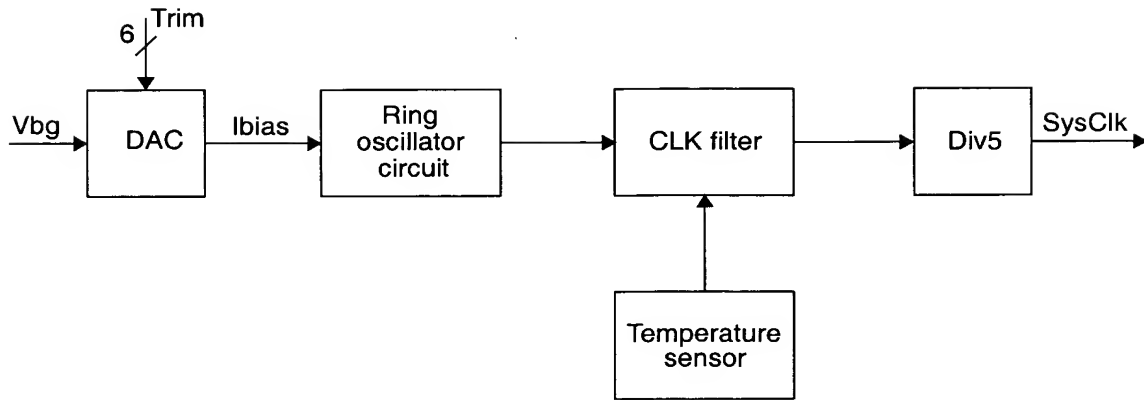 Trim
6
Vbg
DAC
Ibias
Ring
oscillator
circuit
CLK filter
Div5
SysClk
Temperature
sensor